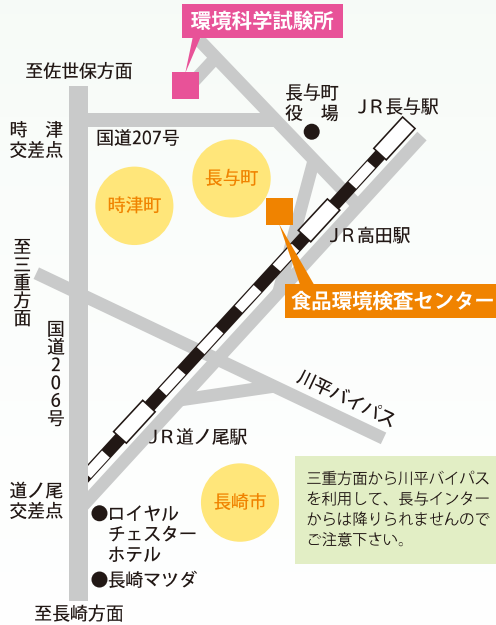 環境科学試験所
至佐世保方面
長与町
役　場
ＪＲ長与駅
時　津
交差点
国道207号
長与町
時津町
ＪＲ高田駅
至三重方面
食品環境検査センター
国道206号
川平バイパス
ＪＲ道ノ尾駅
三重方面から川平バイパス
を利用して、長与インター
からは降りられませんので
ご注意下さい。
道ノ尾
交差点
長崎市
●ロイヤル
チェスター
ホテル
●長崎マツダ
至長崎方面